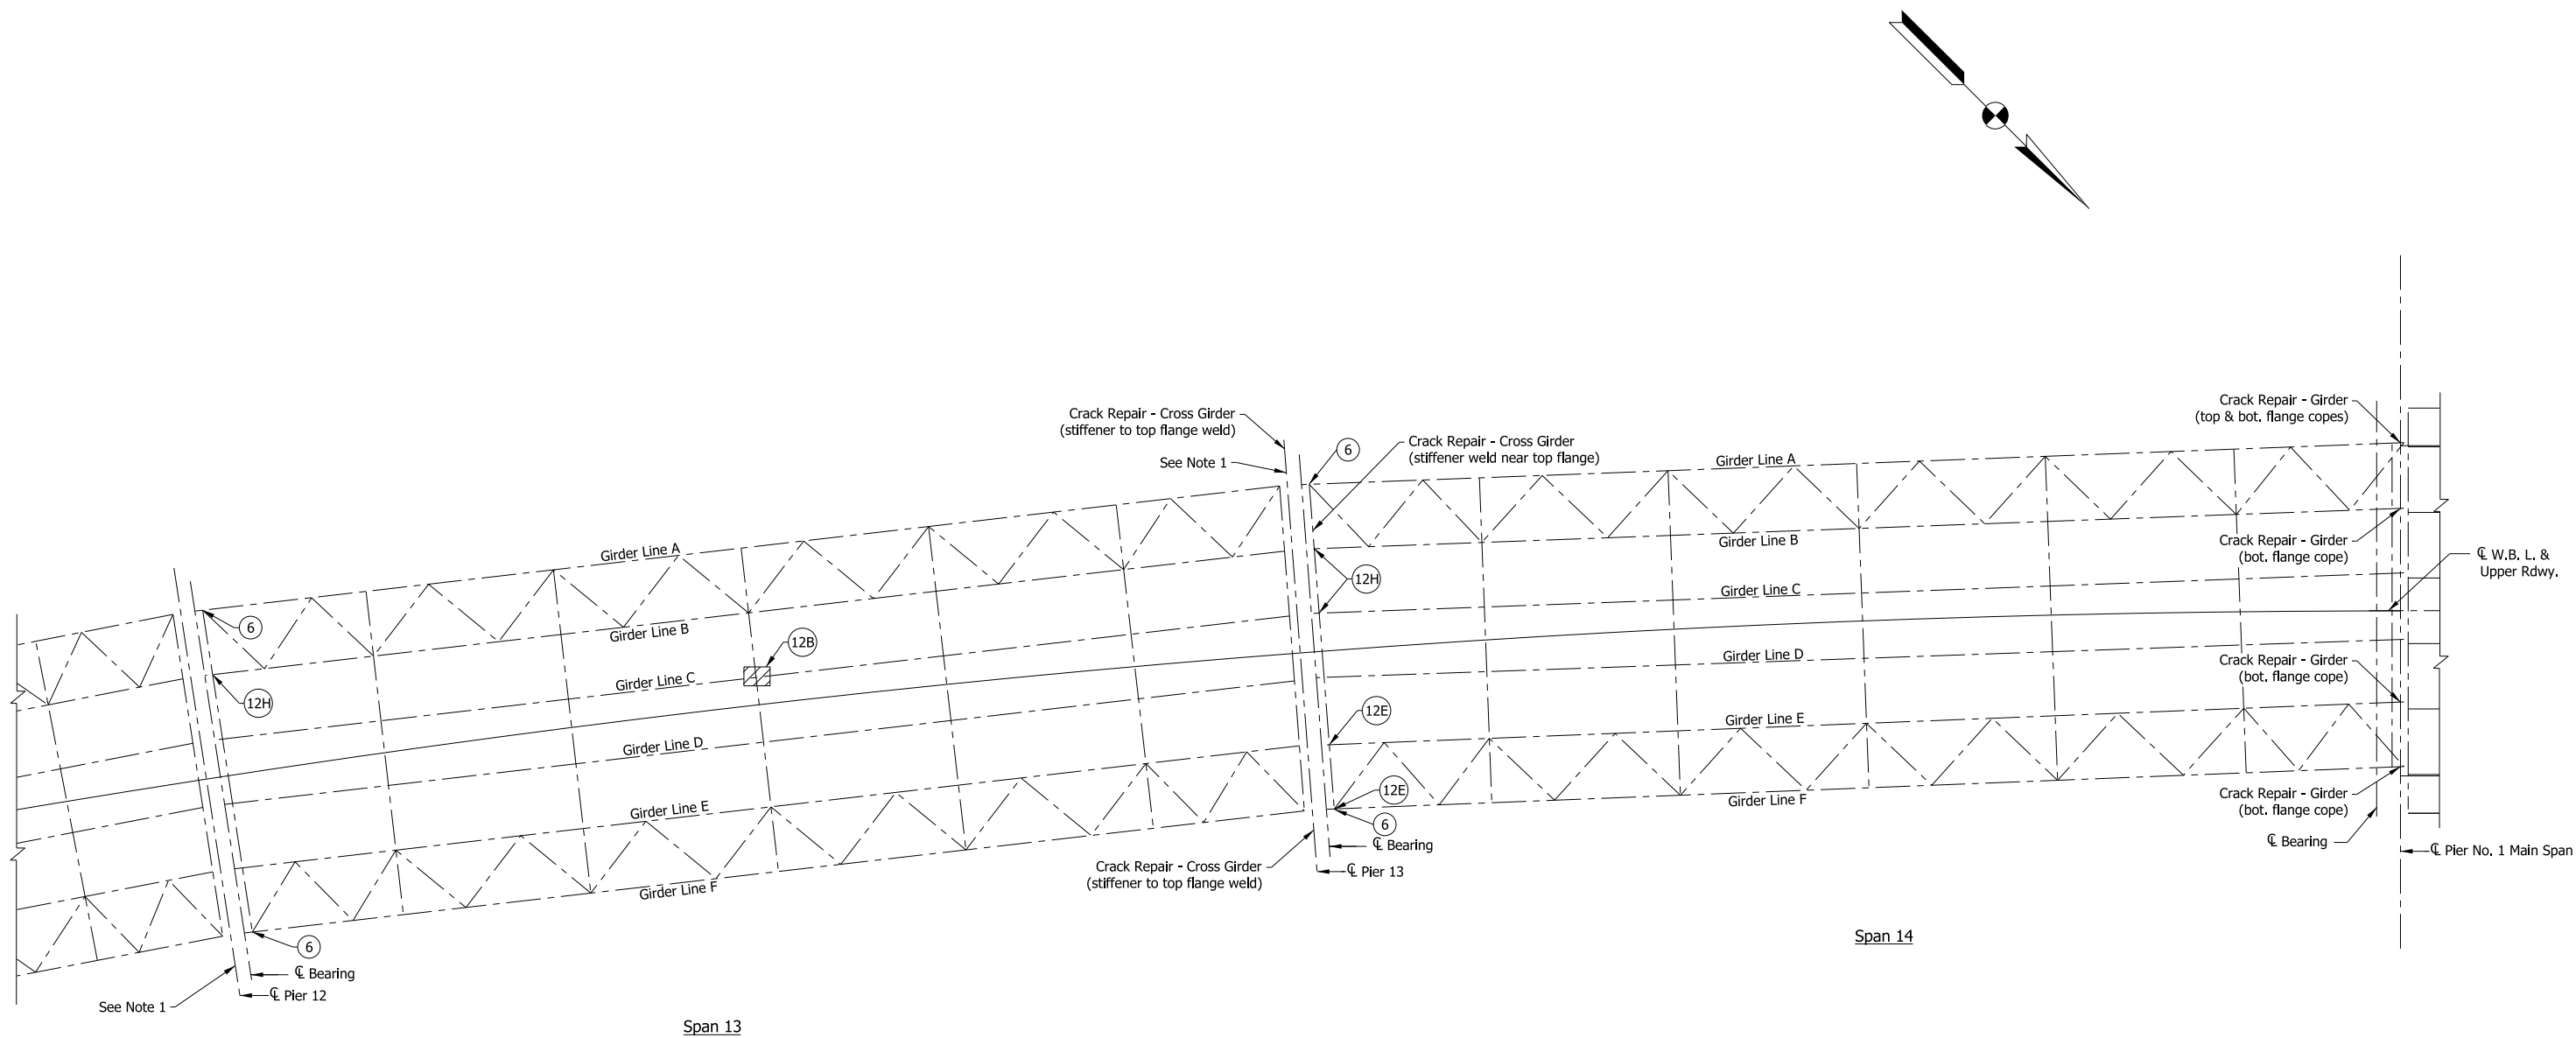 Crack Repair - Girder
(top & bot. flange copes)
Crack Repair - Cross Girder
(stiffener to top flange weld)
Crack Repair - Cross Girder
(stiffener weld near top flange)
6
See Note 1
Girder Line A
Girder Line A
Girder Line B
Crack Repair - Girder
(bot. flange cope)
℄ W.B. L. &
Upper Rdwy.
12H
Girder Line C
6
Girder Line B
12B
Girder Line D
Crack Repair - Girder
(bot. flange cope)
Girder Line C
12H
12E
Girder Line E
Girder Line D
12E
Girder Line F
Crack Repair - Girder
(bot. flange cope)
Girder Line E
6
℄ Bearing
℄ Bearing
℄ Pier No. 1 Main Span
Crack Repair - Cross Girder
(stiffener to top flange weld)
℄ Pier 13
Girder Line F
6
Span 14
℄ Bearing
℄ Pier 12
See Note 1
Span 13